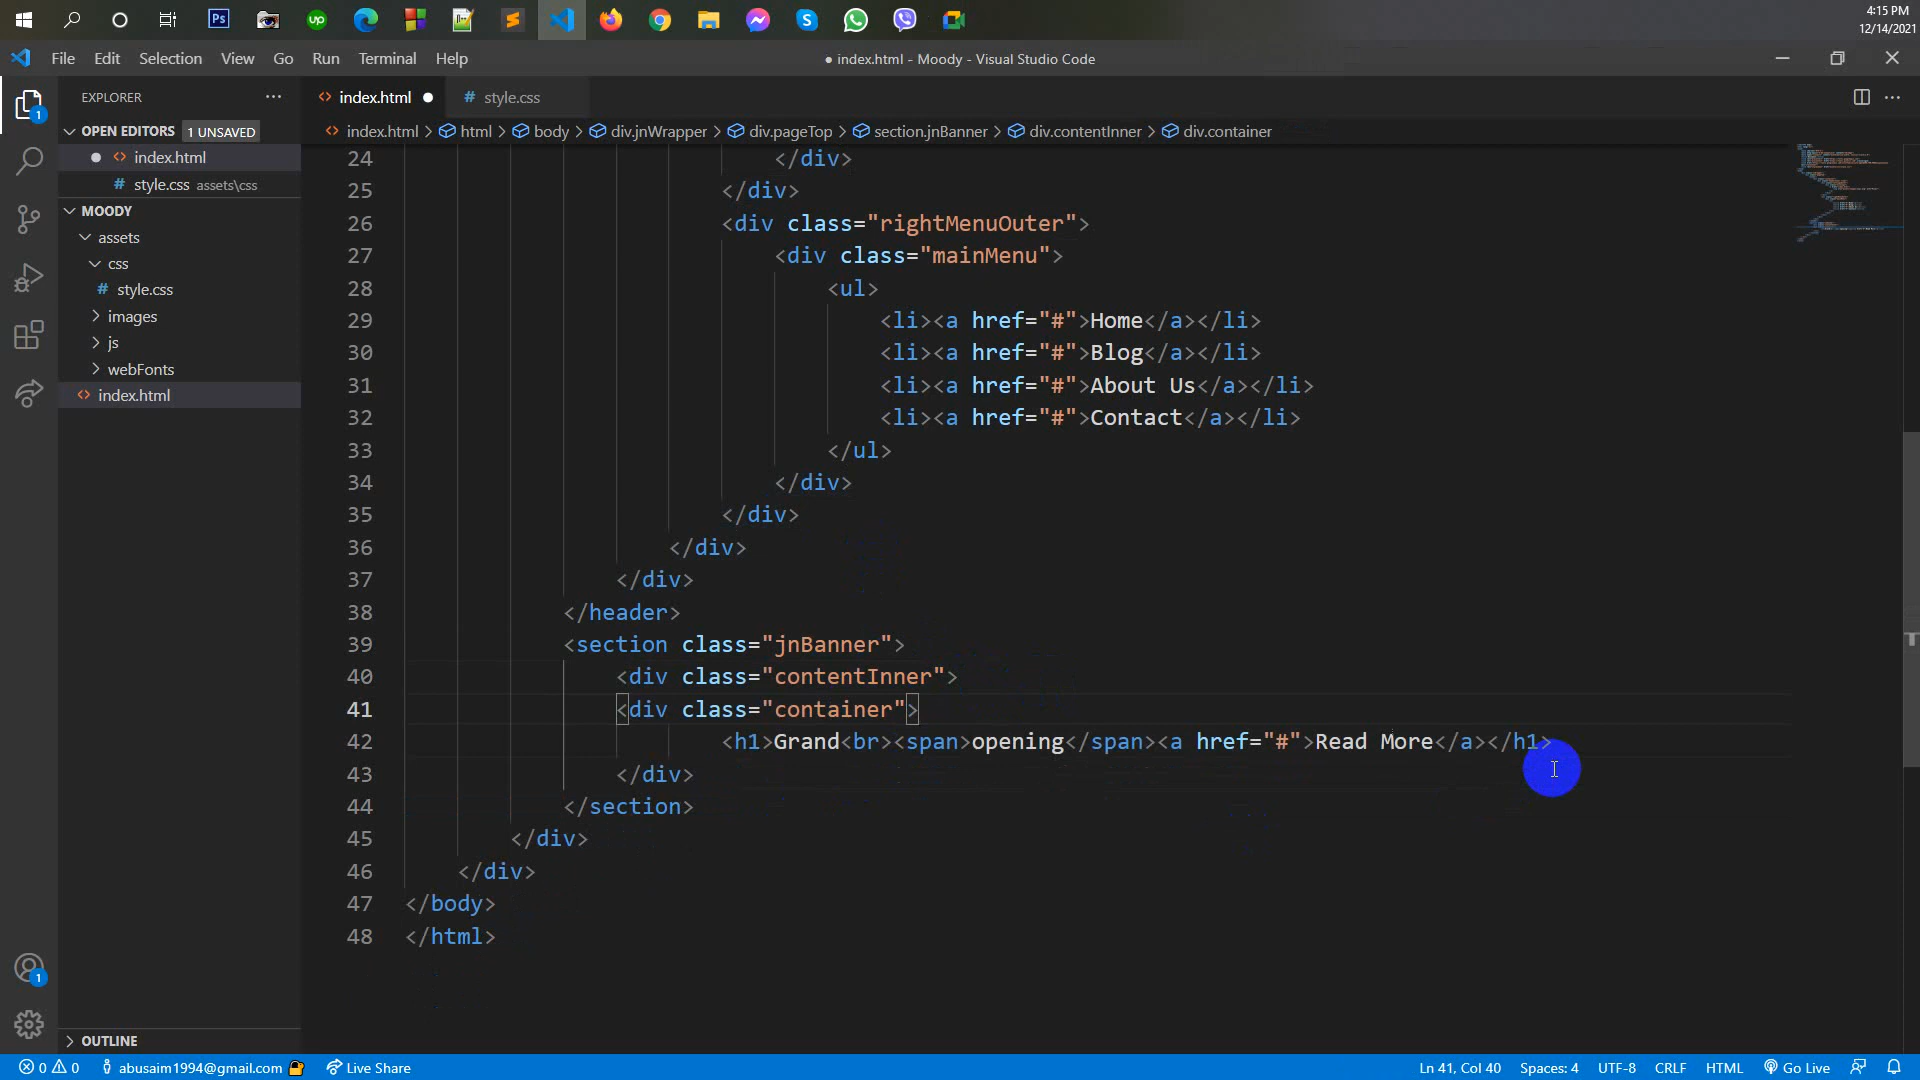 Ps
up
4:15 PM
12/14/2021
File Edit Selection View Go Run Terminal Help
● index.html - Moody - Visual Studio Code
EXPLORER
index.html
# style.css
OPEN EDITORS 1 UNSAVED
index.html > html > body > div.jnWrapper > div.pageTop > section.jnBanner > div.contentInner > div.container
● <> index.html
# style.css assets\css
MOODY
assets
css
# style.css
images
js
webFonts
<> index.html
24 </div>
25 </div>
26 <div class="rightMenuOuter">
27 <div class="mainMenu">
28 <ul>
29 <li><a href="#">Home</a></li>
30 <li><a href="#">Blog</a></li>
31 <li><a href="#">About Us</a></li>
32 <li><a href="#">Contact</a></li>
33 </ul>
34 </div>
35 </div>
36 </div>
37 </div>
38 </header>
39 <section class="jnBanner">
40 <div class="contentInner">
41 <div class="container">
42 <h1>Grand<br><span>opening</span><a href="#">Read More</a></h1>
43 </div>
44 </section>
45 </div>
46 </div>
47 </body>
48 </html>
1
1
OUTLINE
0 0 abusaim1994@gmail.com Live Share
Ln 41, Col 40 Spaces: 4 UTF-8 CRLF HTML Go Live